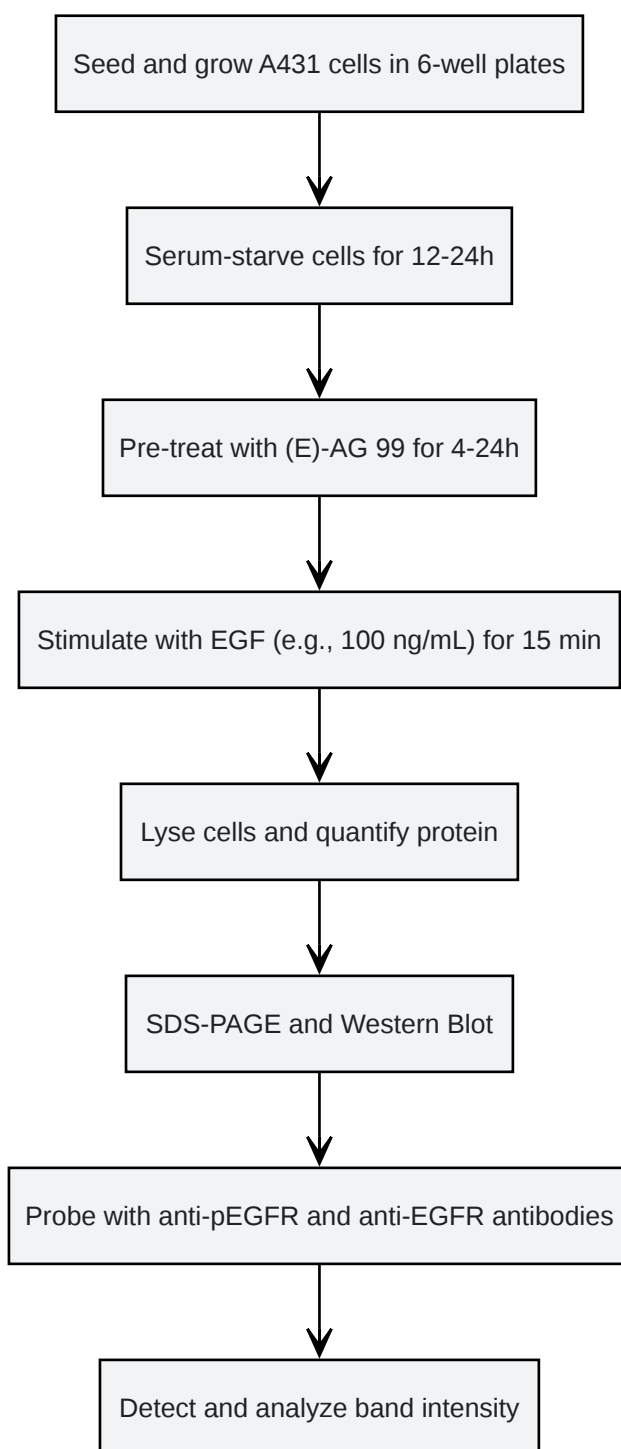 Seed and grow A431 cells in 6-well plates
Serum-starve cells for 12-24h
Pre-treat with (E)-AG 99 for 4-24h
Stimulate with EGF (e.g., 100 ng/mL) for 15 min
Lyse cells and quantify protein
SDS-PAGE and Western Blot
Probe with anti-pEGFR and anti-EGFR antibodies
Detect and analyze band intensity